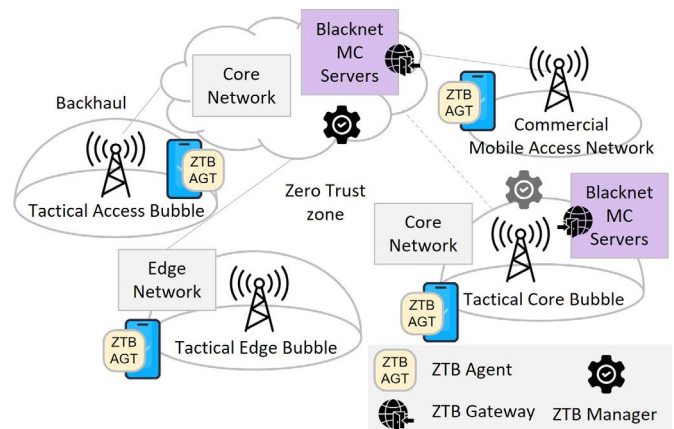 Blacknet
MC
Servers
Core
Network
Backhaul
ZTB
AGT
Commercial
Mobile Access Network
ZTB
AGT
Tactical Access Bubble
Zero Trust
zone
Blacknet
MC
Servers
Core
Network
Edge
Network
Tactical Core Bubble
ZTB
AGT
ZTB
AGT
Tactical Edge Bubble
ZTB
AGT
ZTB Agent
ZTB Gateway
ZTB Manager